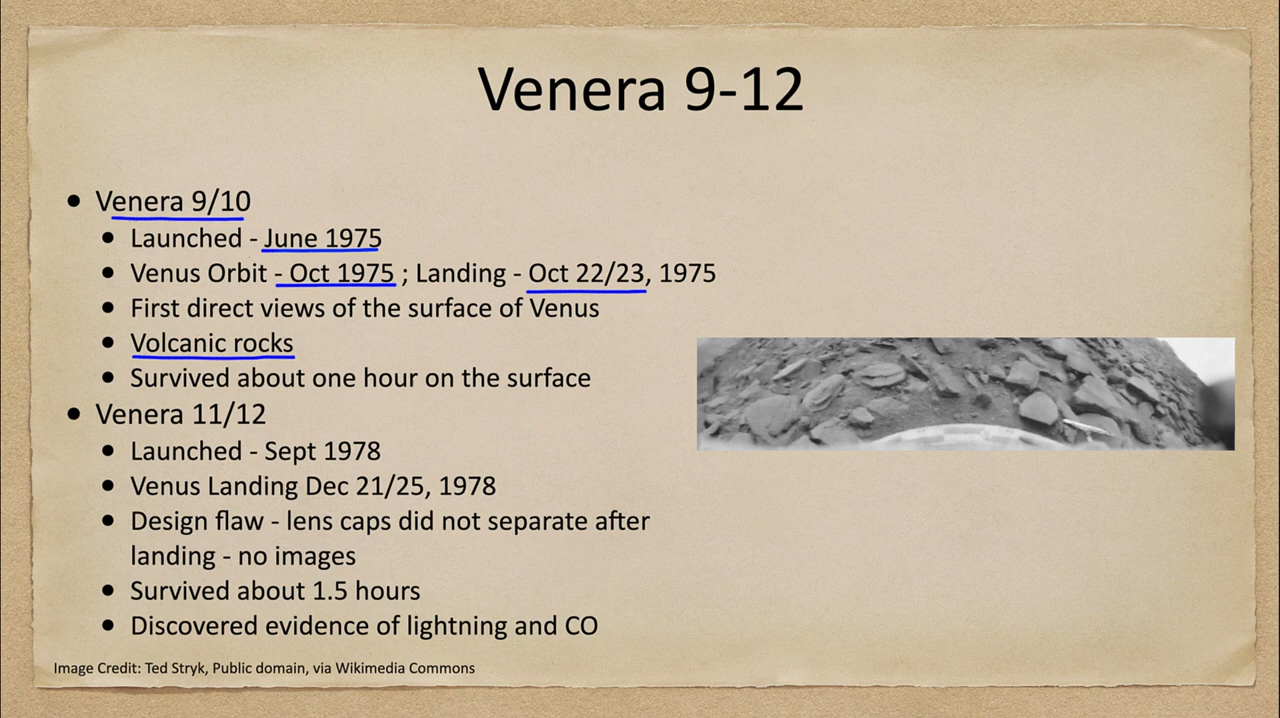 Venera 9-12
• Venera 9/10
• Launched - June 1975
• Venus Orbit - Oct 1975 ; Landing - Oct 22/23, 1975
• First direct views of the surface of Venus
• Volcanic rocks
• Survived about one hour on the surface
• Venera 11/12
• Launched - Sept 1978
• Venus Landing Dec 21/25, 1978
• Design flaw - lens caps did not separate after
landing - no images
• Survived about 1.5 hours
• Discovered evidence of lightning and CO
Image Credit: Ted Stryk, Public domain, via Wikimedia Commons